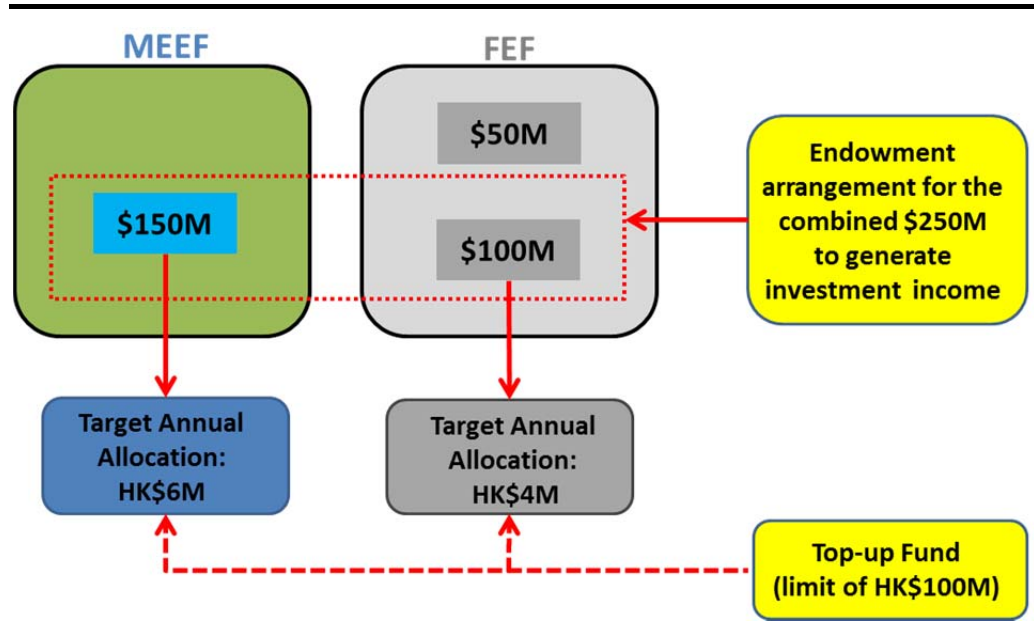 MEEF
FEF
$50M
$150M
$100M
Endowment
arrangement for the
combined $250M
to generate
investment income
Target Annual
Allocation:
HK$6M
Target Annual
Allocation:
HK$4M
Top-up Fund
(limit of HK$100M)